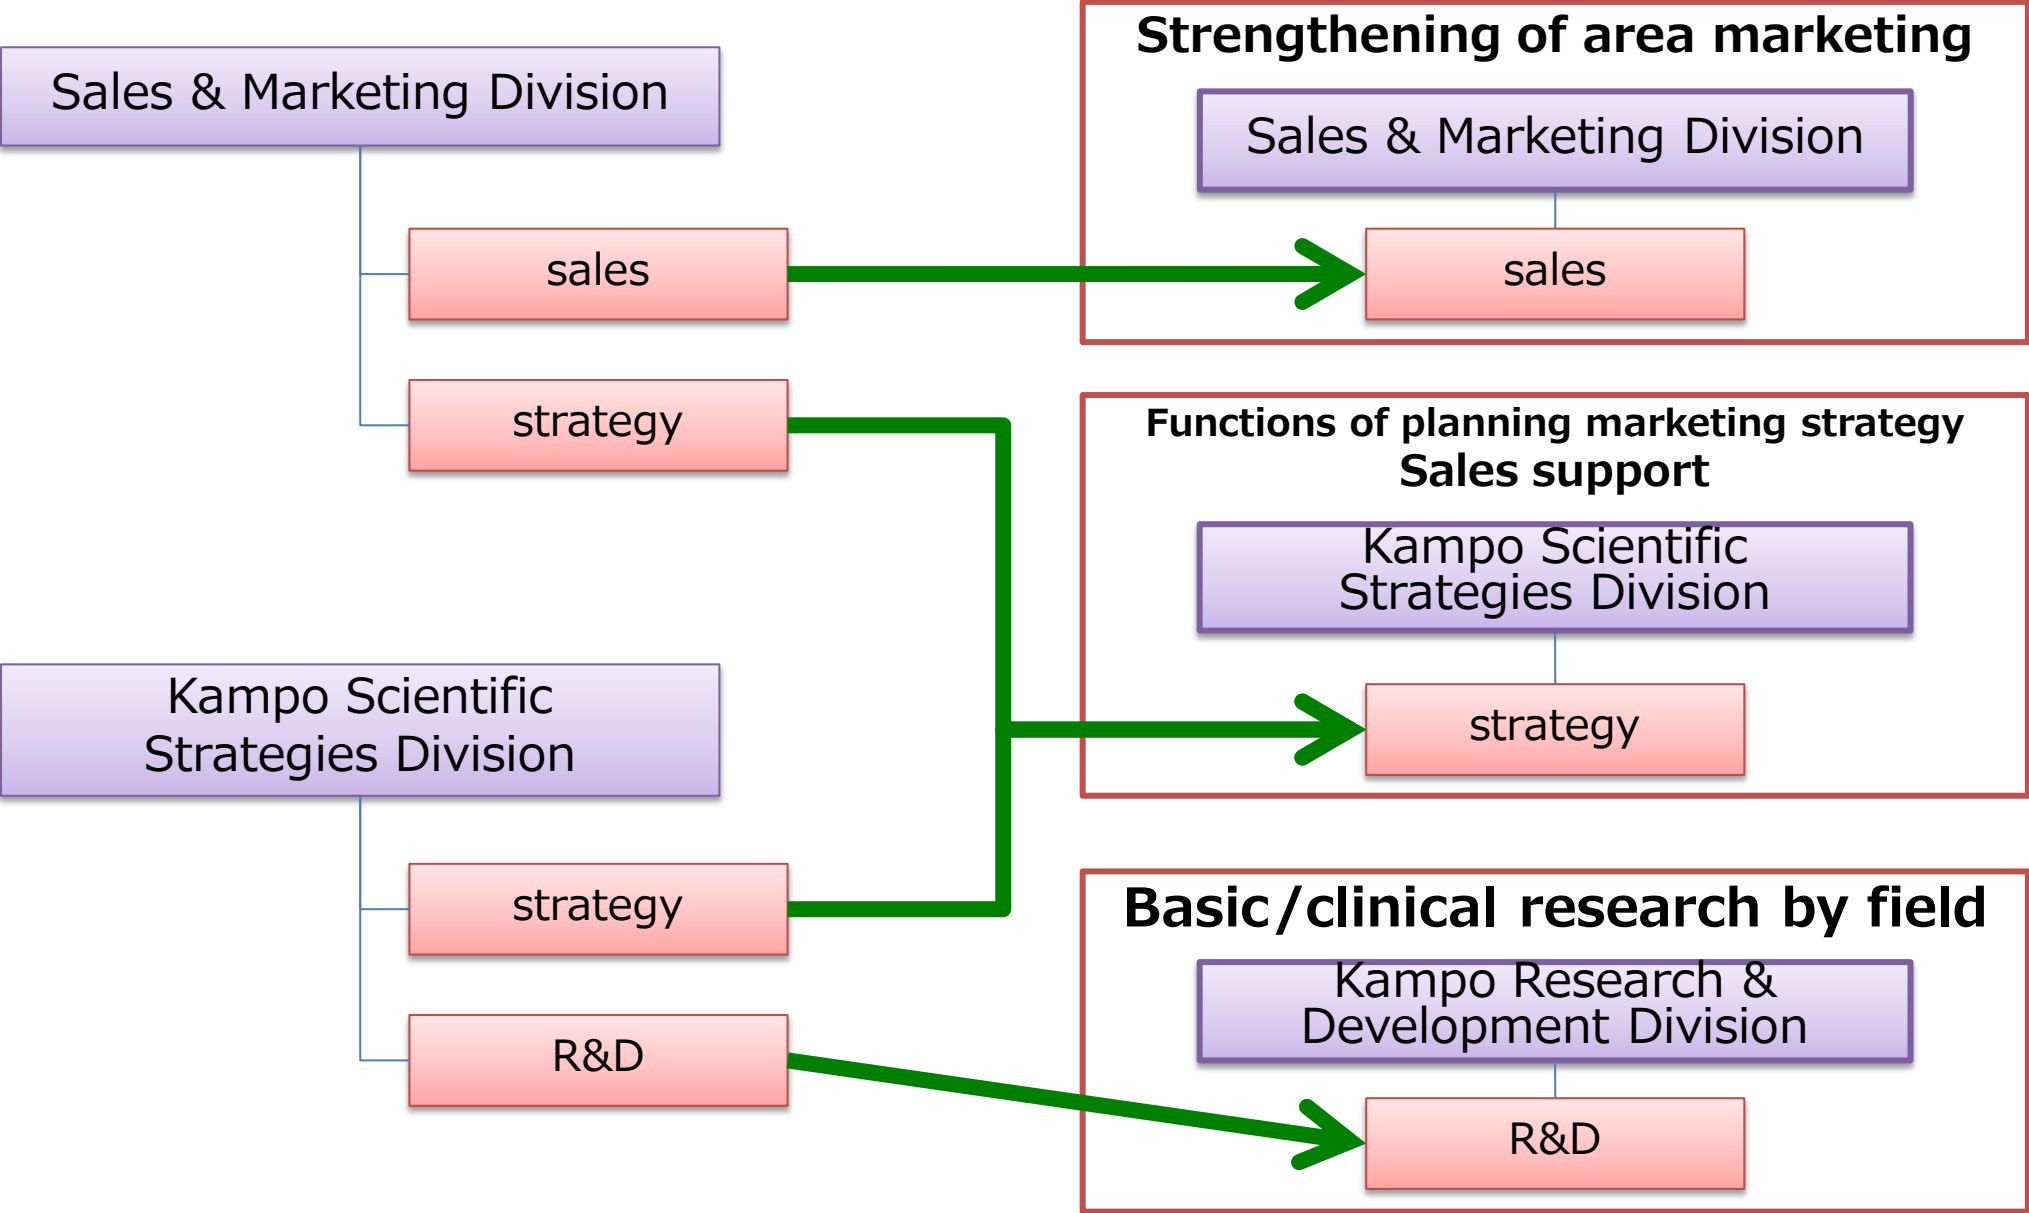 Sales & Marketing Division
sales
strategy
Kampo Scientific
Strategies Division
strategy
R&D
Strengthening of area marketing
Sales & Marketing Division
sales
Functions of planning marketing strategy
Sales support
Kampo Scientific
Strategies Division
strategy
Basic/clinical research by field
Kampo Research &
Development Division
R&D